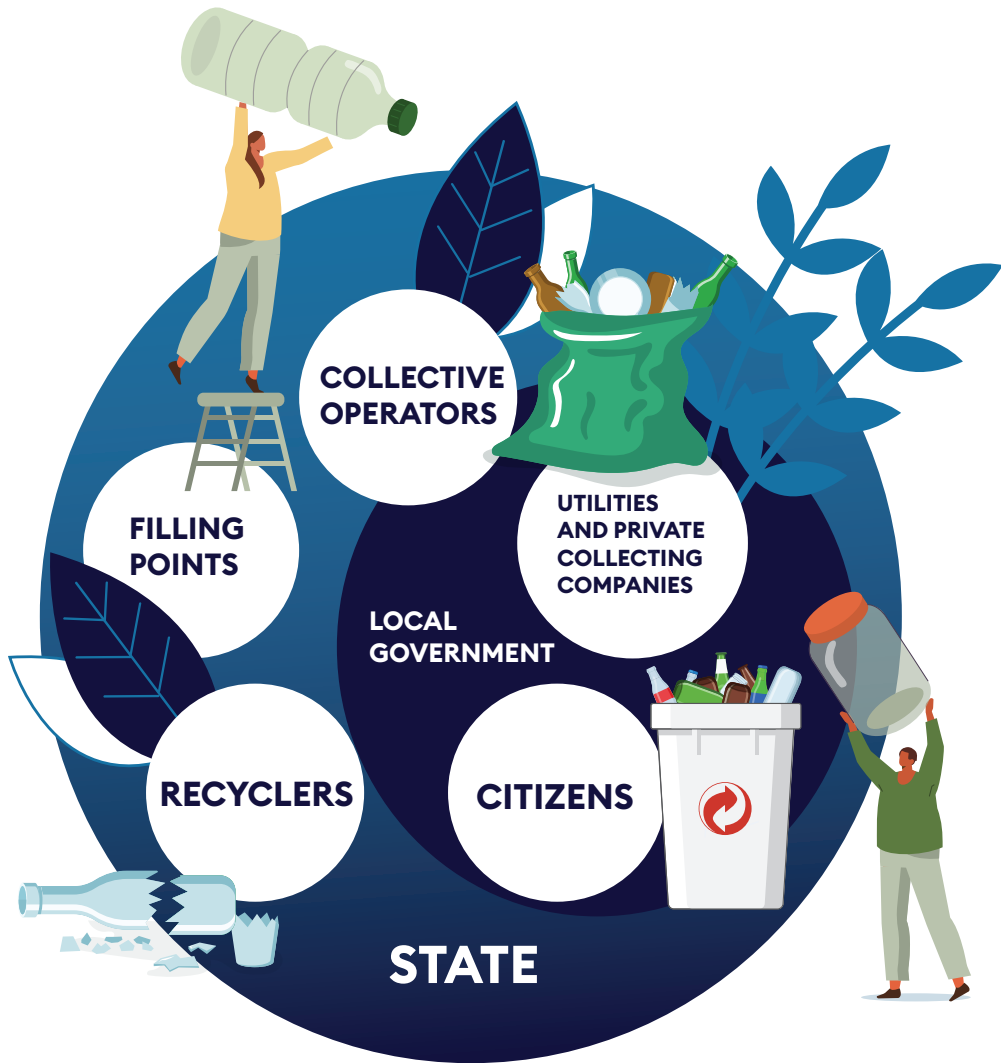 COLLECTIVE
OPERATORS
UTILITIES
AND PRIVATE
COLLECTING
COMPANIES
FILLING
POINTS
LOCAL
GOVERNMENT
RECYCLERS
CITIZENS
STATE